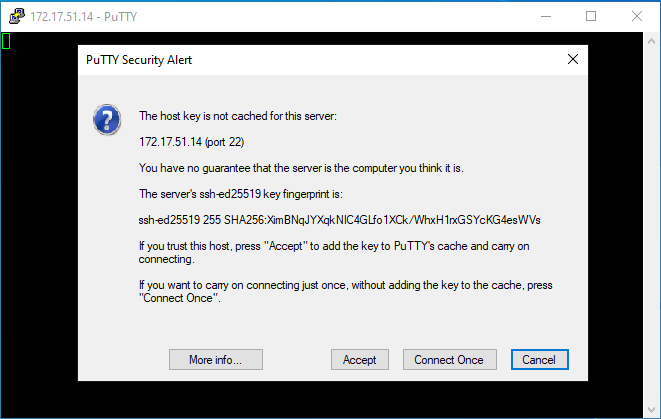 172.17.51.14 - PuTTY
PuTTY Security Alert
The host key is not cached for this server:
172.17.51.14 (port 22)
You have no guarantee that the server is the computer you think it is.
The server's ssh-ed25519 key fingerprint is:
ssh-ed25519 255 SHA256:XimBNqJYXqkNlC4GLfo1XCk/WhxH1rxGSYcKG4esWVs
If you trust this host, press "Accept" to add the key to PuTTY's cache and carry on
connecting.
If you want to carry on connecting just once, without adding the key to the cache, press
"Connect Once".
More info...
Accept
Connect Once
Cancel